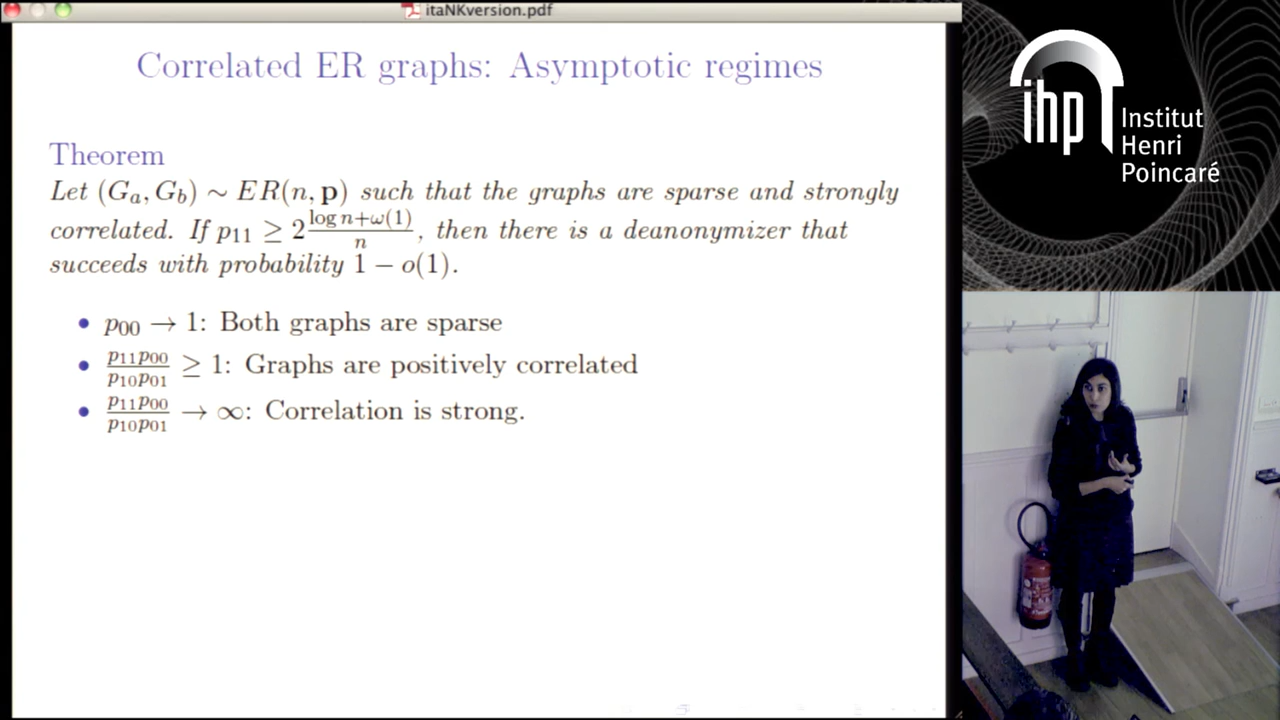 itaNKversion.pdf
Correlated ER graphs: Asymptotic regimes
Theorem
Let (G_a, G_b) ∼ ER(n, p) such that the graphs are sparse and strongly
correlated. If p_11 ≥ 2 (log n+ω(1))/n, then there is a deanonymizer that
succeeds with probability 1 − o(1).
• p_00 → 1: Both graphs are sparse
• (p_11 p_00)/(p_10 p_01) ≥ 1: Graphs are positively correlated
• (p_11 p_00)/(p_10 p_01) → ∞: Correlation is strong.
ihp
Institut
Henri
Poincaré